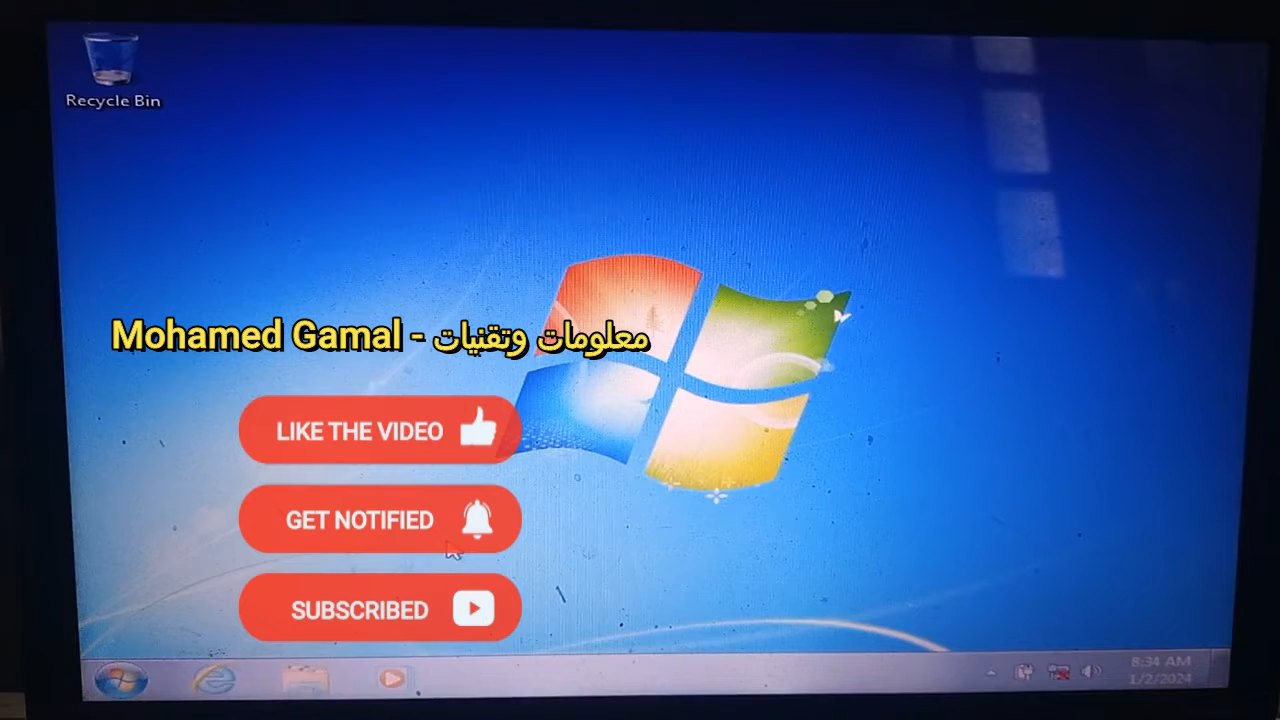 Recycle Bin
Mohamed Gamal - معلومات وتقنيات
LIKE THE VIDEO
GET NOTIFIED
SUBSCRIBED
8:34 AM
1/2/2024